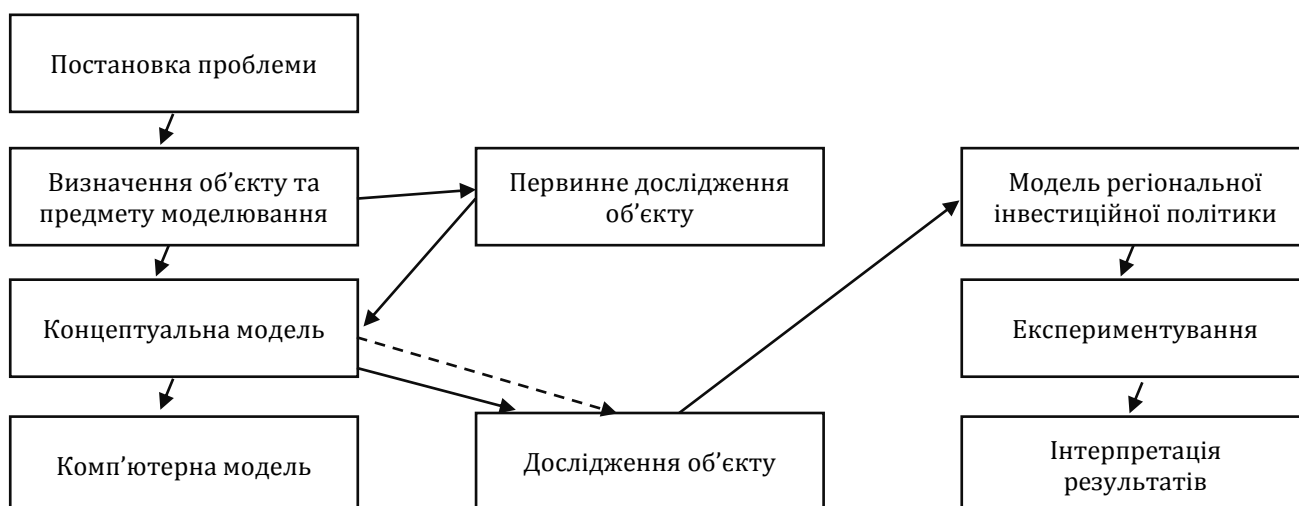 Постановка проблеми
Визначення об’єкту та
предмету моделювання
Первинне дослідження
об’єкту
Модель регіональної
інвестиційної політики
Концептуальна модель
Експериментування
Комп’ютерна модель
Дослідження об’єкту
Інтерпретація
результатів